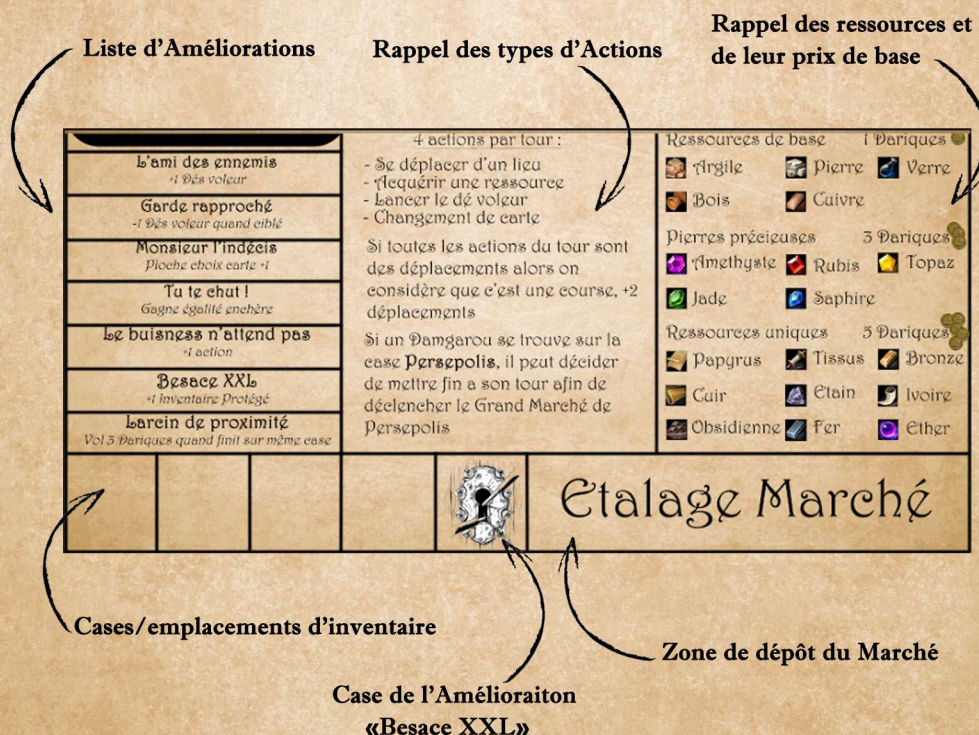 Liste d'Améliorations
Rappel des types d'Actions
Rappel des ressources et
de leur prix de base
L'ami des ennemis
+1 Dés voleur
Garde rapproché
-1 Dés voleur quand ciblé
Monsieur l'indécis
Pioche choix carte +1
Tu te chut !
Gagne égalité enchère
Le buisness n'attend pas
+1 action
Besace XXL
+1 Inventaire Protégé
Larcin de proximité
Vol 3 Dariques quand finit sur même case
4 actions par tour :
- Se déplacer d'un lieu
- Acquérir une ressource
- Lancer le dé voleur
- Changement de carte
Si toutes les actions du tour sont
des déplacements alors on
considère que c'est une course, +2
déplacements
Si un Damgarou se trouve sur la
case Persepolis, il peut décider
de mettre fin a son tour afin de
déclencher le Grand Marché de
Persepolis
Ressources de base 1 Dariques
Argile Pierre Verre
Bois Cuivre
Pierres précieuses 3 Dariques
Amethyste Rubis Topaz
Jade Saphire
Ressources uniques 5 Dariques
Papyrus Tissus Bronze
Cuir Etain Ivoire
Obsidienne Fer Ether
Etalage Marché
Cases/emplacements d'inventaire
Zone de dépôt du Marché
Case de l'Amélioraiton
«Besace XXL»